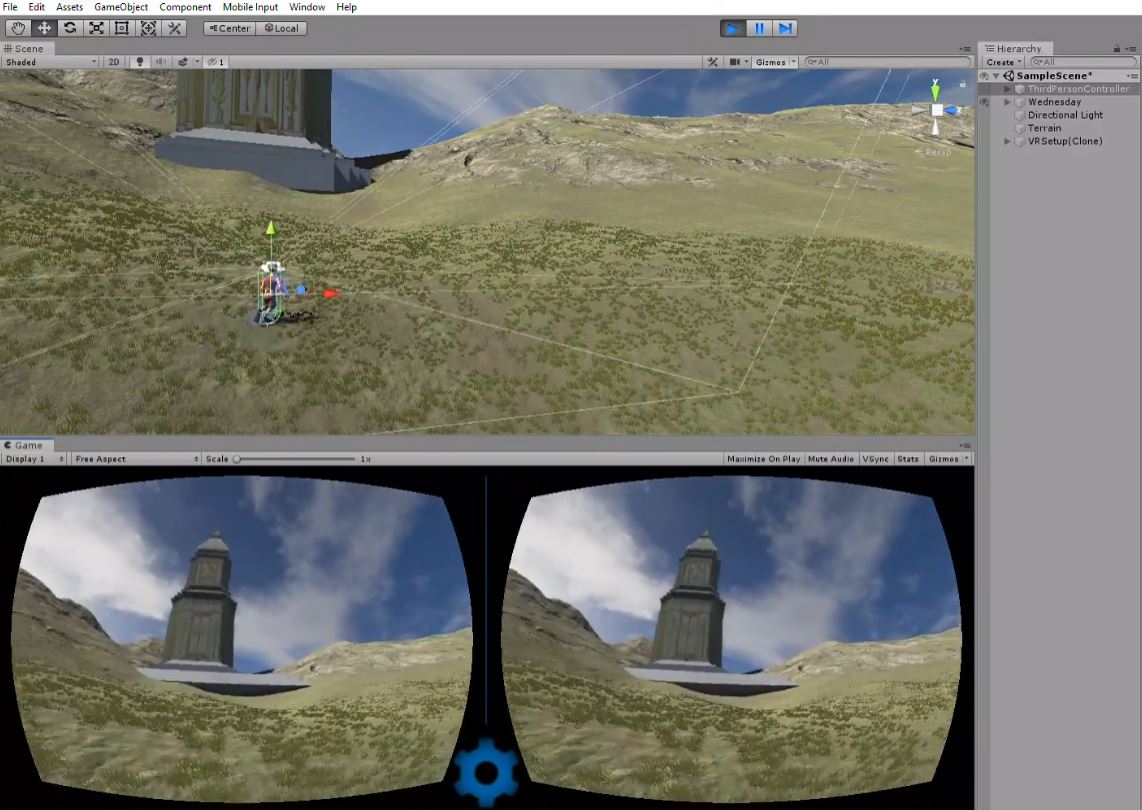 File Edit Assets GameObject Component Mobile Input Window Help
Center Local
Scene
Hierarchy
Shaded 2D 1 Gizmos All
Create All
SampleScene*
ThirdPersonController
Wednesday
Directional Light
Terrain
VRSetup(Clone)
y
z
Persp
Game
Display 1 Free Aspect Scale 1x Maximize On Play Mute Audio VSync Stats Gizmos